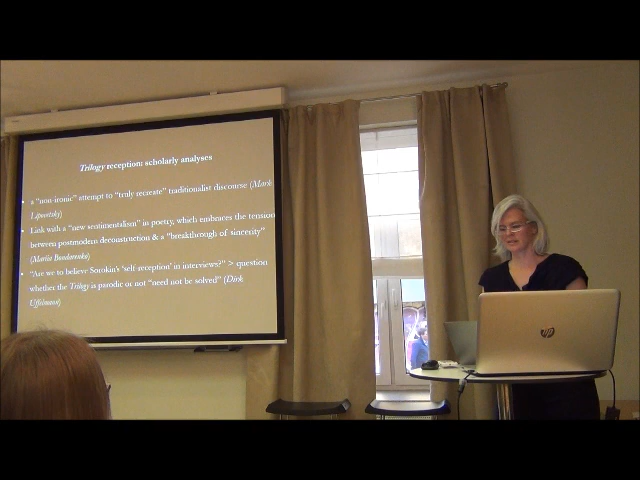 Trilogy reception: scholarly analyses
• a “non-ironic” attempt to “truly recreate” traditionalist discourse (Mark
Lipovetsky)
• Link with a “new sentimentalism” in poetry, which embraces the tension
between postmodern deconstruction & a “breakthrough of sincerity”
(Mariia Bondarenko)
• “Are we to believe Sorokin’s ‘self-reception’ in interviews?” > question
whether the Trilogy is parodic or not “need not be solved” (Dirk
Uffelmann)
hp